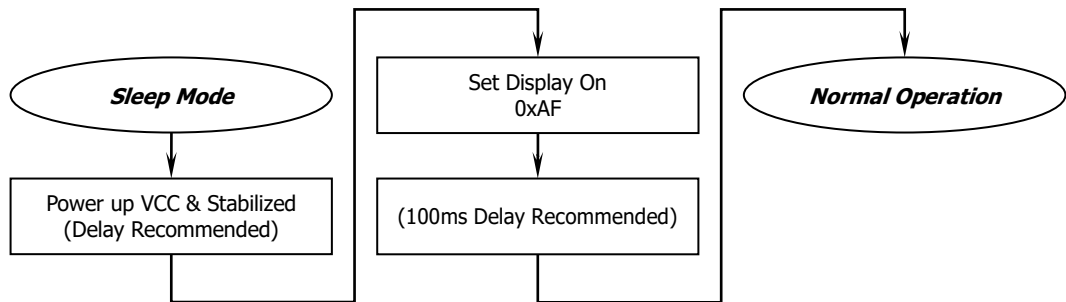 Sleep Mode
Power up VCC & Stabilized
(Delay Recommended)
Set Display On
0xAF
(100ms Delay Recommended)
Normal Operation